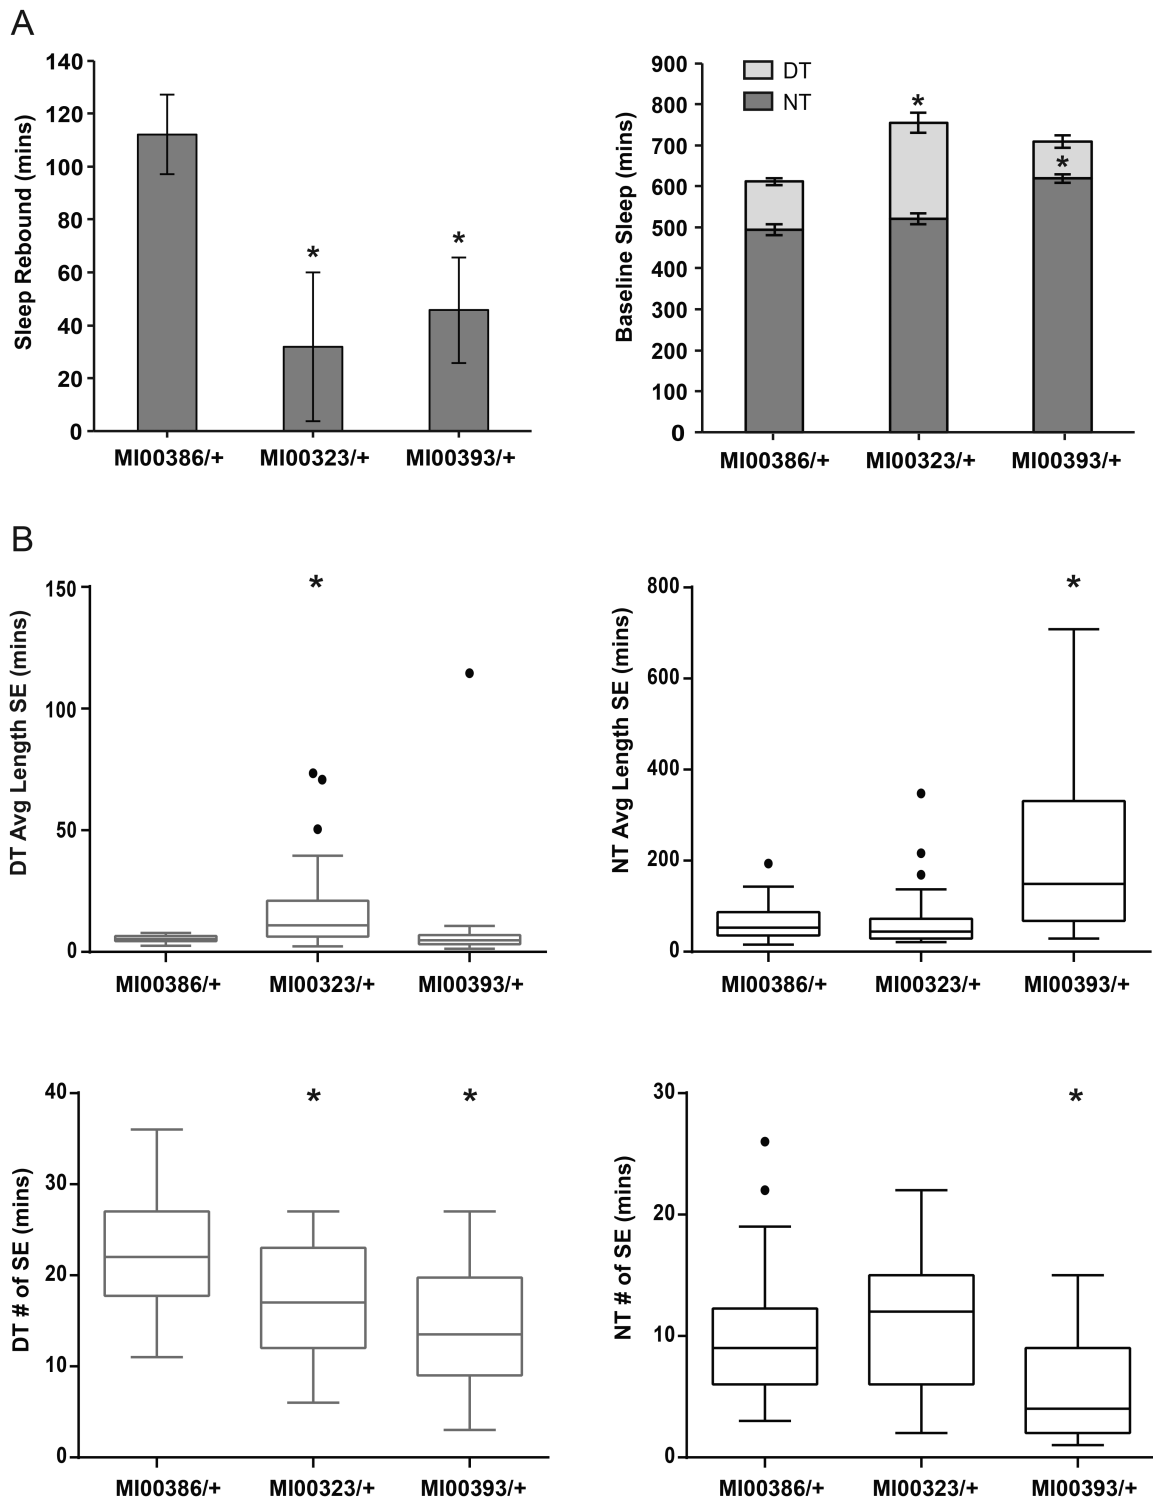 A
140
120
100
80
60
40
20
0
Sleep Rebound (mins)
*
*
MI00386/+ MI00323/+ MI00393/+
900
800
700
600
500
400
300
200
100
0
Baseline Sleep (mins)
DT
NT
*
*
MI00386/+ MI00323/+ MI00393/+
B
150
100
50
0
DT Avg Length SE (mins)
*
MI00386/+ MI00323/+ MI00393/+
800
600
400
200
0
NT Avg Length SE (mins)
*
MI00386/+ MI00323/+ MI00393/+
40
30
20
10
0
DT # of SE (mins)
* *
MI00386/+ MI00323/+ MI00393/+
30
20
10
0
NT # of SE (mins)
*
MI00386/+ MI00323/+ MI00393/+